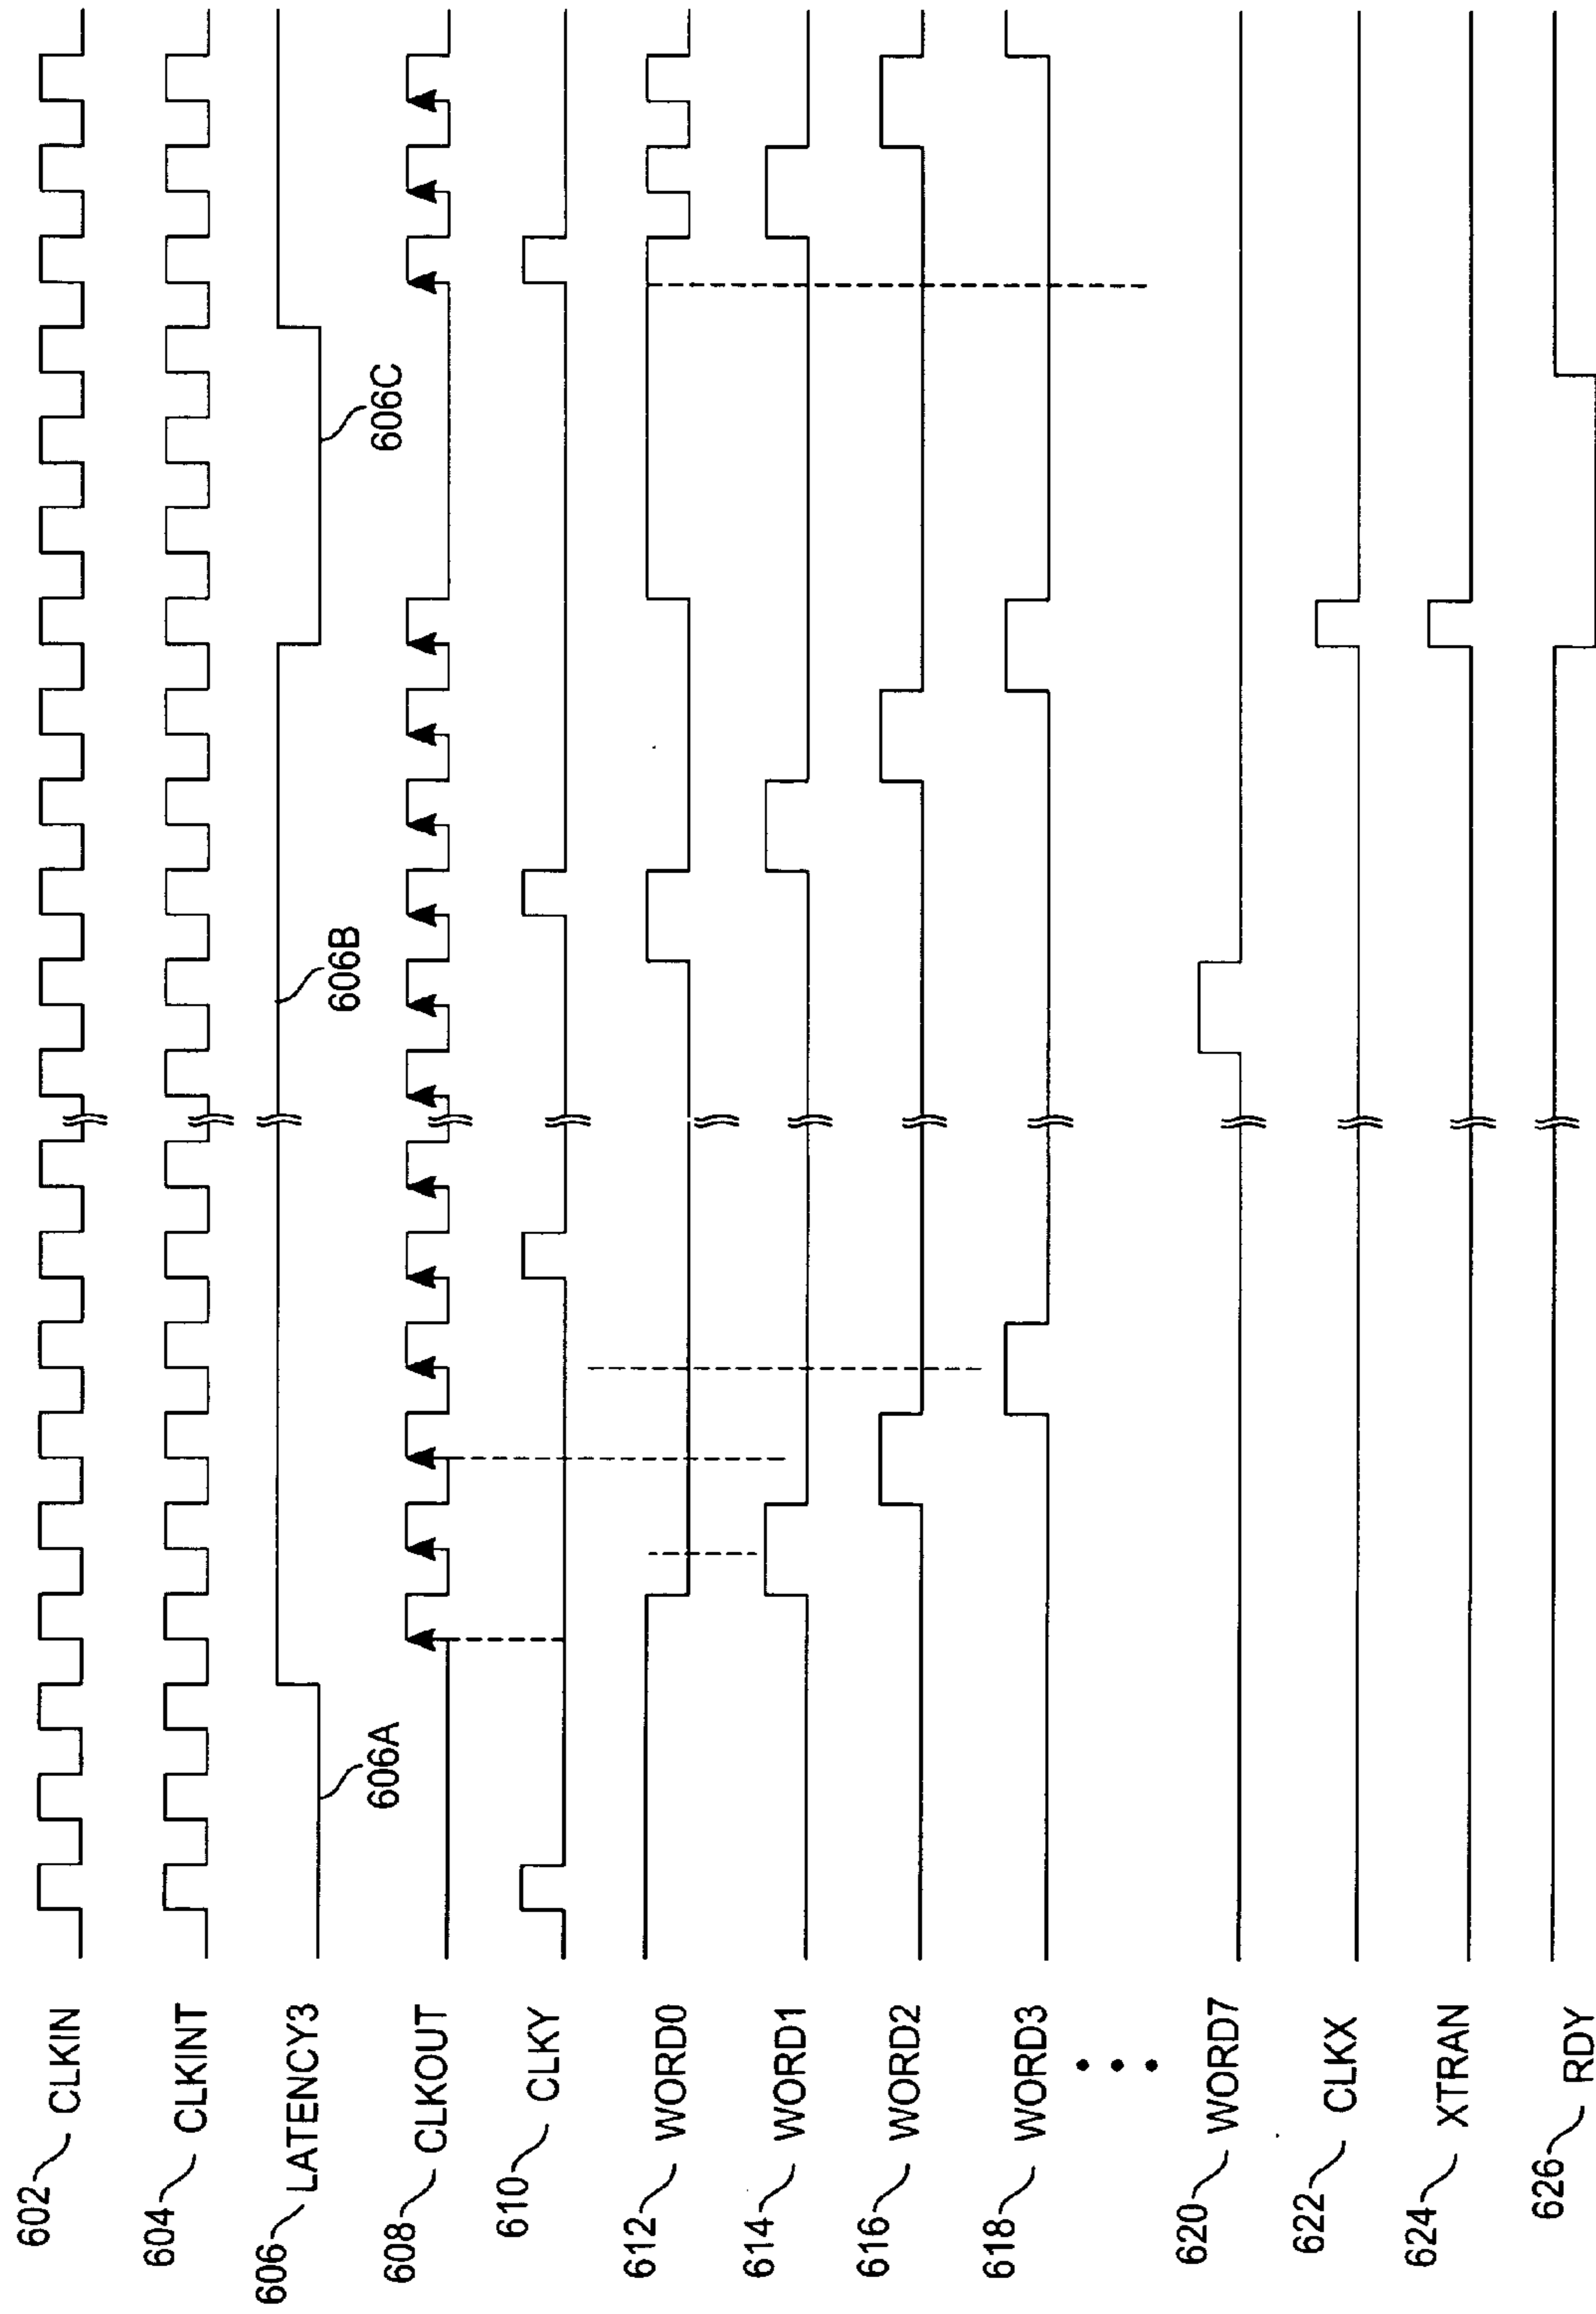 602 CLKIN
604 CLKINT
606 LATENCY3
606A
606B
606C
608 CLKOUT
610 CLKY
612 WORD0
614 WORD1
616 WORD2
618 WORD3
620 WORD7
622 CLKX
624 XTRAN
626 RDY